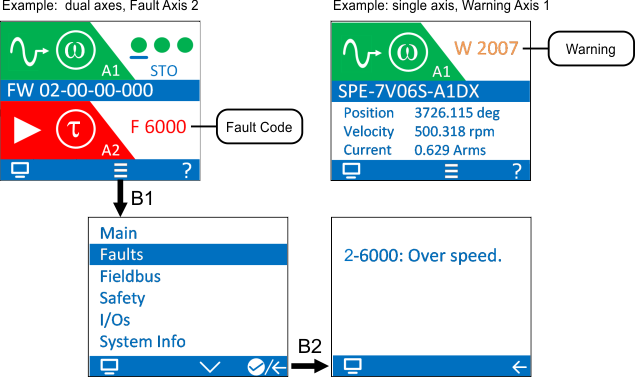 Example: dual axes, Fault Axis 2
Example: single axis, Warning Axis 1
ω
A1
STO
FW 02-00-00-000
τ
A2
F 6000
Fault Code
?
ω
A1
W 2007
Warning
SPE-7V06S-A1DX
Position 3726.115 deg
Velocity 500.318 rpm
Current 0.629 Arms
?
B1
Main
Faults
Fieldbus
Safety
I/Os
System Info
/
B2
2-6000: Over speed.